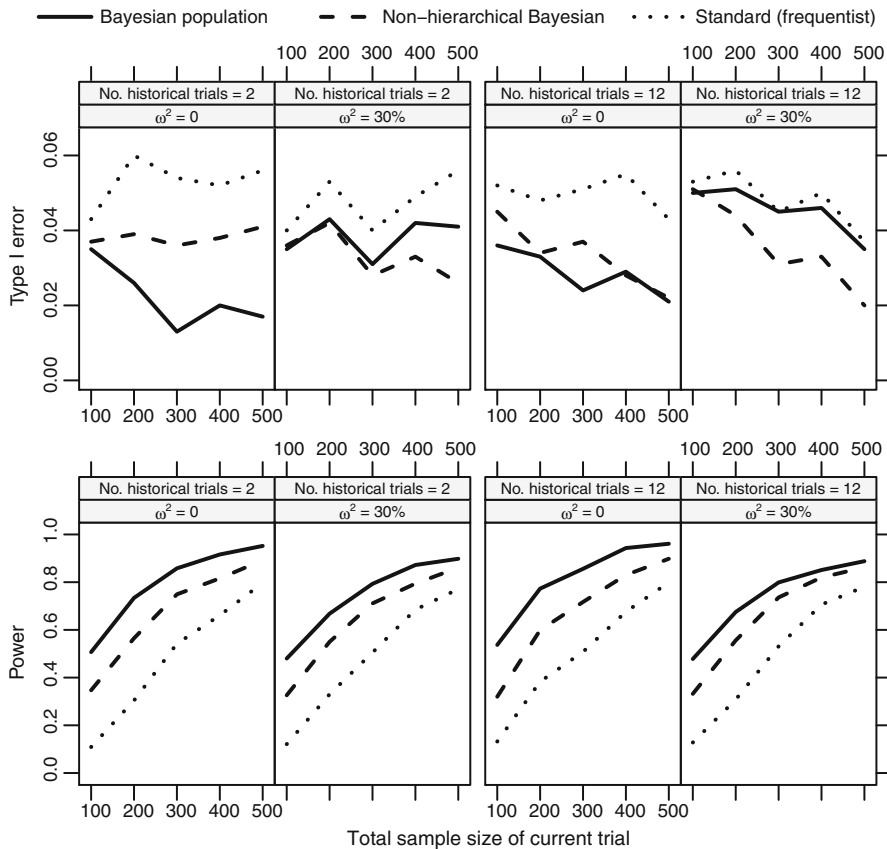 Bayesian population Non−hierarchical Bayesian Standard (frequentist)
100 200 300 400 500 100 200 300 400 500
No. historical trials = 2 No. historical trials = 2 No. historical trials = 12 No. historical trials = 12
ω² = 0 ω² = 30% ω² = 0 ω² = 30%
Type I error
0.06
0.04
0.02
0.00
100 200 300 400 500 100 200 300 400 500
100 200 300 400 500 100 200 300 400 500
No. historical trials = 2 No. historical trials = 2 No. historical trials = 12 No. historical trials = 12
ω² = 0 ω² = 30% ω² = 0 ω² = 30%
Power
1.0
0.8
0.6
0.4
0.2
0.0
100 200 300 400 500 100 200 300 400 500
Total sample size of current trial